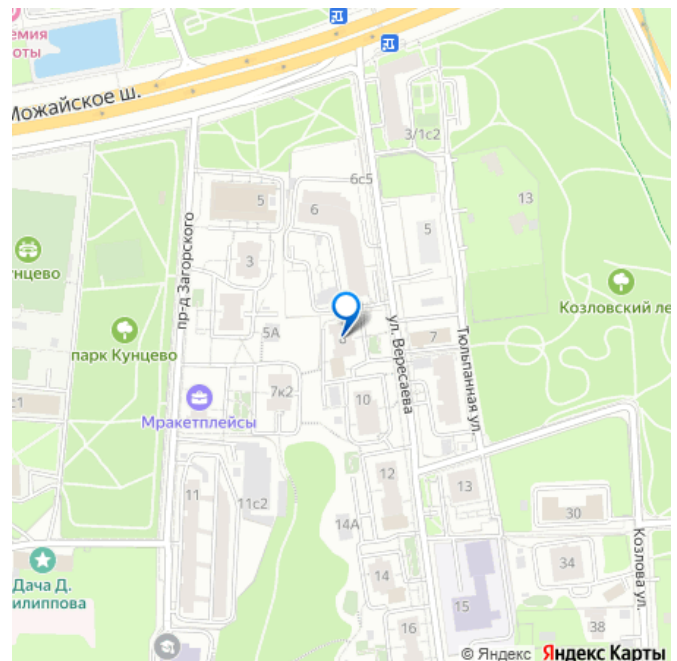 емия
оты
Можайское ш.
3/1с2
6с5
5
6
13
5
пр-д Загорского
3
унцево
Козловский ле
парк Кунцево
5А
ул. Вересаева
7
Тюльпанная ул.
7к2
10
Мракетплейсы
с1
12
11
11с2
13
30
14А
Козлова ул.
34
Дача Д.
илиппова
14
15
16
38
© Яндекс Яндекс Карты